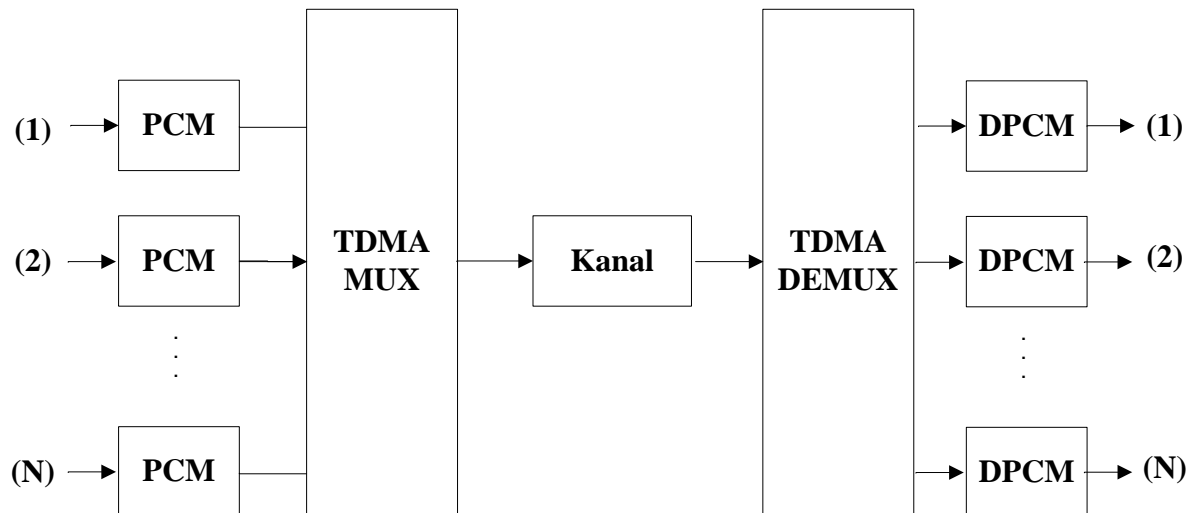 (1) PCM DPCM (1)
(2) PCM TDMA MUX Kanal TDMA DEMUX DPCM (2)
(N) PCM DPCM (N)